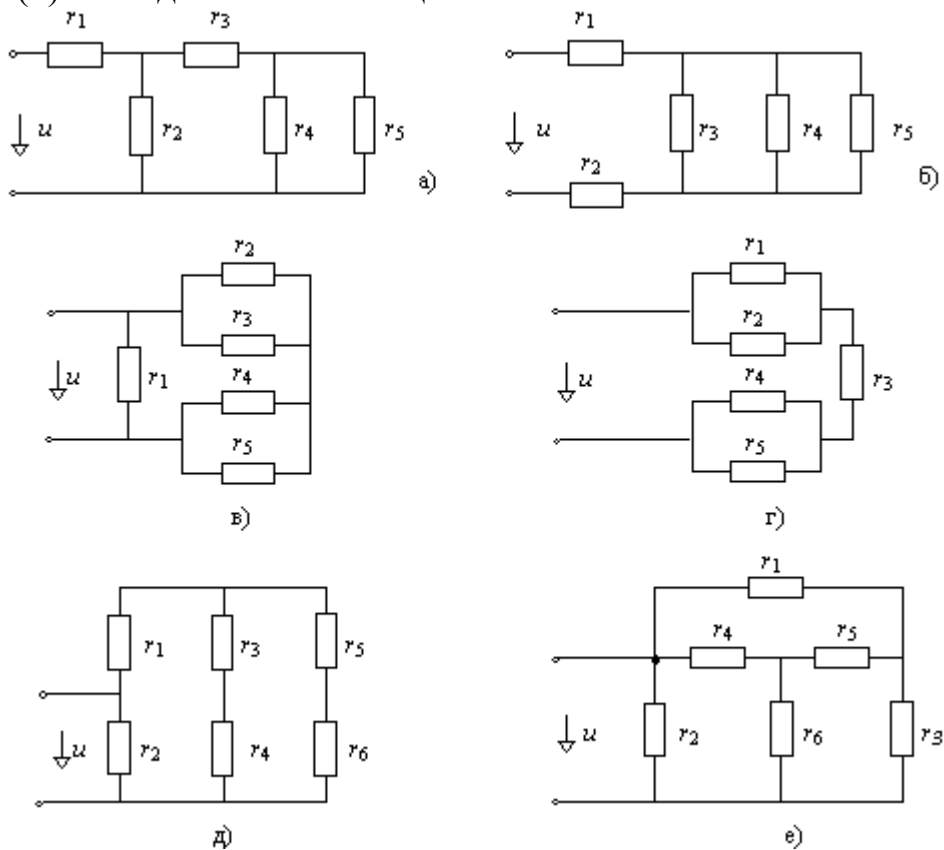 r1 r3
u r2 r4 r5
а)
r1
u r3 r4 r5
r2
б)
r2
r3
u r1 r4
r5
в)
r1
r2
u r4 r3
r5
г)
r1 r3 r5
u r2 r4 r6
д)
r1
r4 r5
u r2 r6 r3
е)